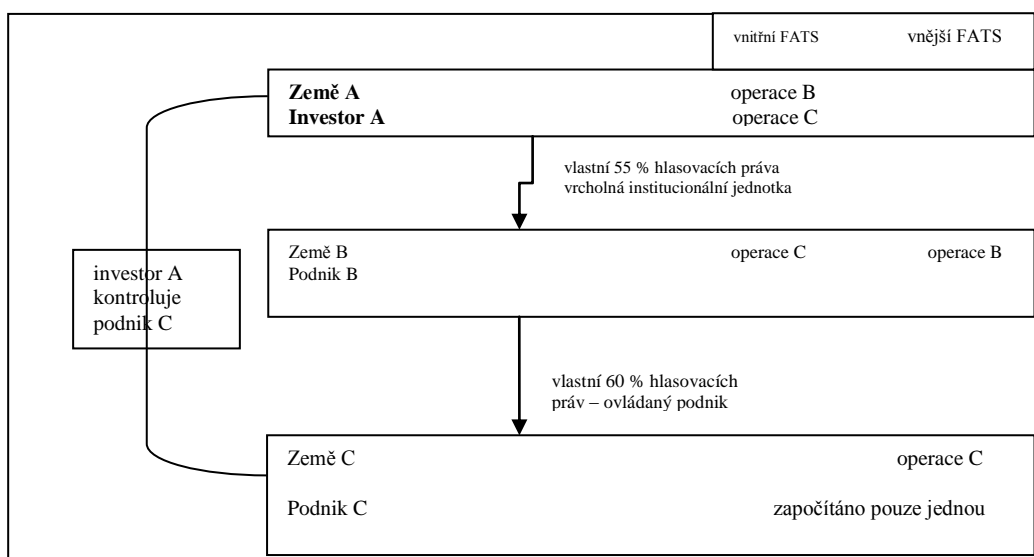 vnitřní FATS vnější FATS
Země A operace B
Investor A operace C
vlastní 55 % hlasovacích práva
vrcholná institucionální jednotka
Země B operace C operace B
Podnik B
investor A
kontroluje
podnik C
vlastní 60 % hlasovacích
práv – ovládaný podnik
Země C operace C
Podnik C započítáno pouze jednou